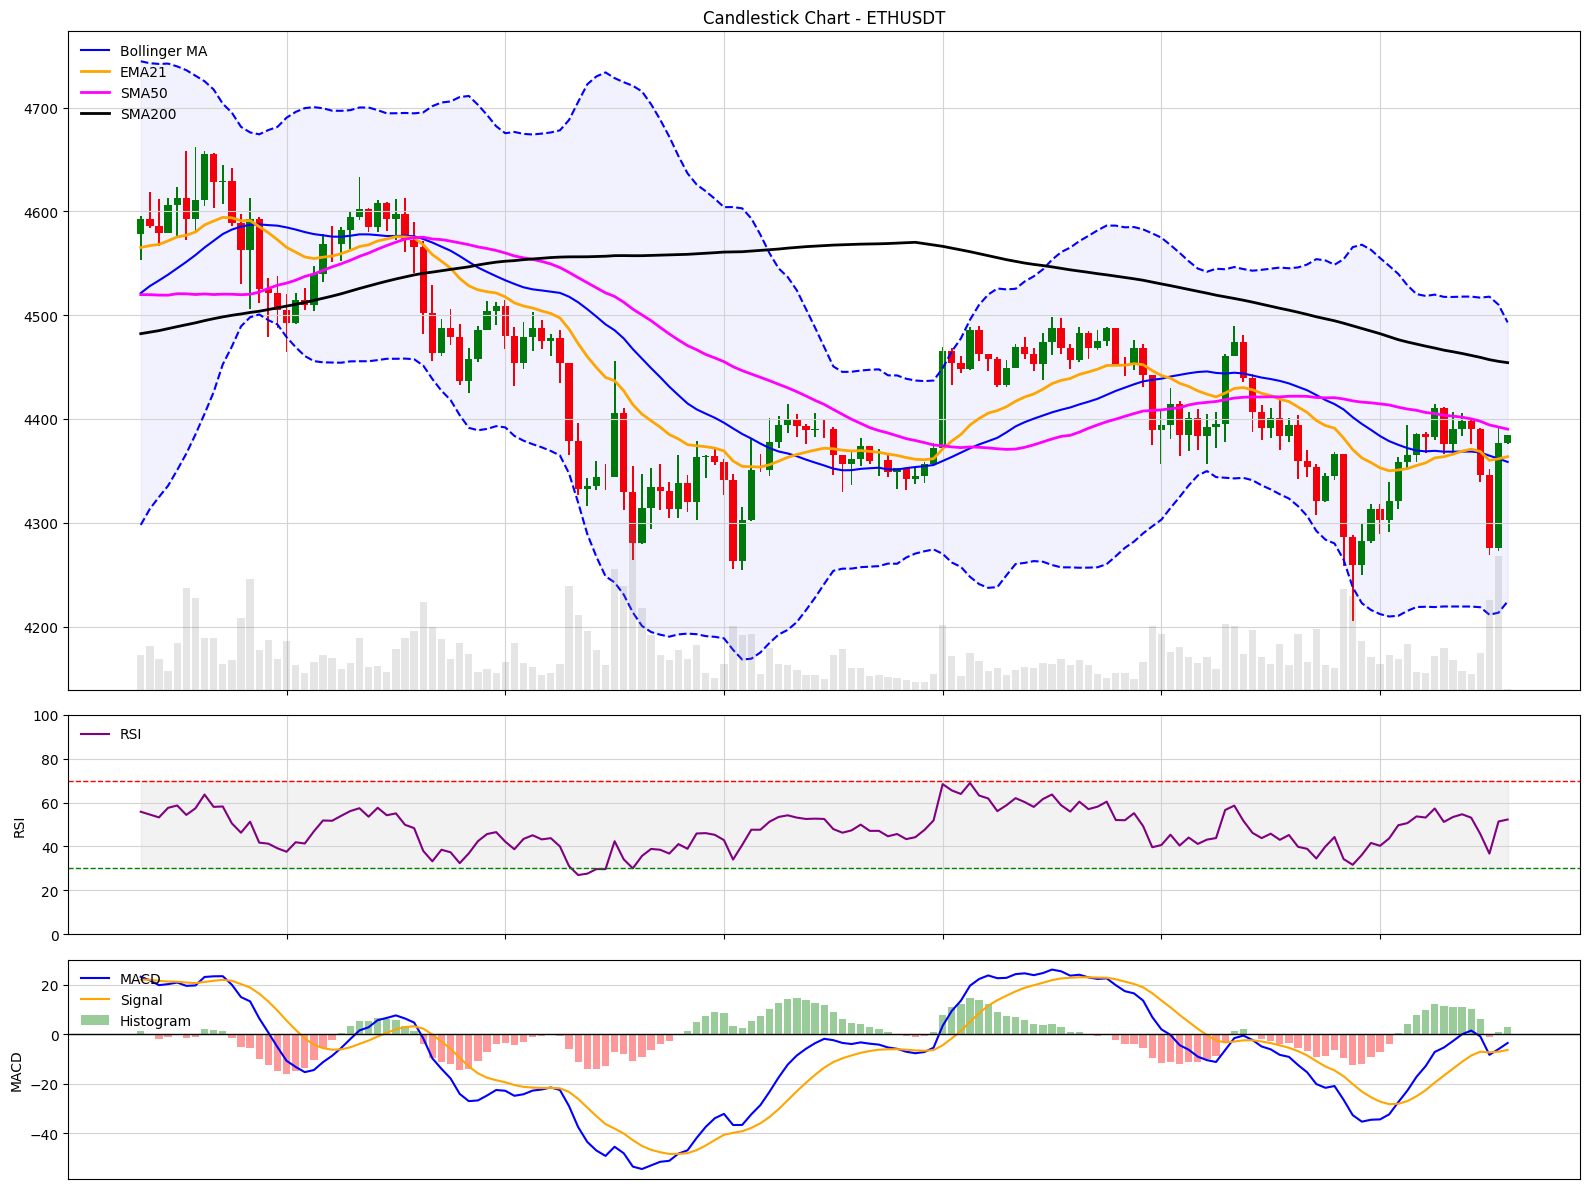 Candlestick Chart - ETHUSDT
Bollinger MA
EMA21
SMA50
SMA200
4700
4600
4500
4400
4300
4200
RSI
100
80
60
40
20
0
RSI
MACD
Signal
Histogram
20
0
−20
−40
MACD